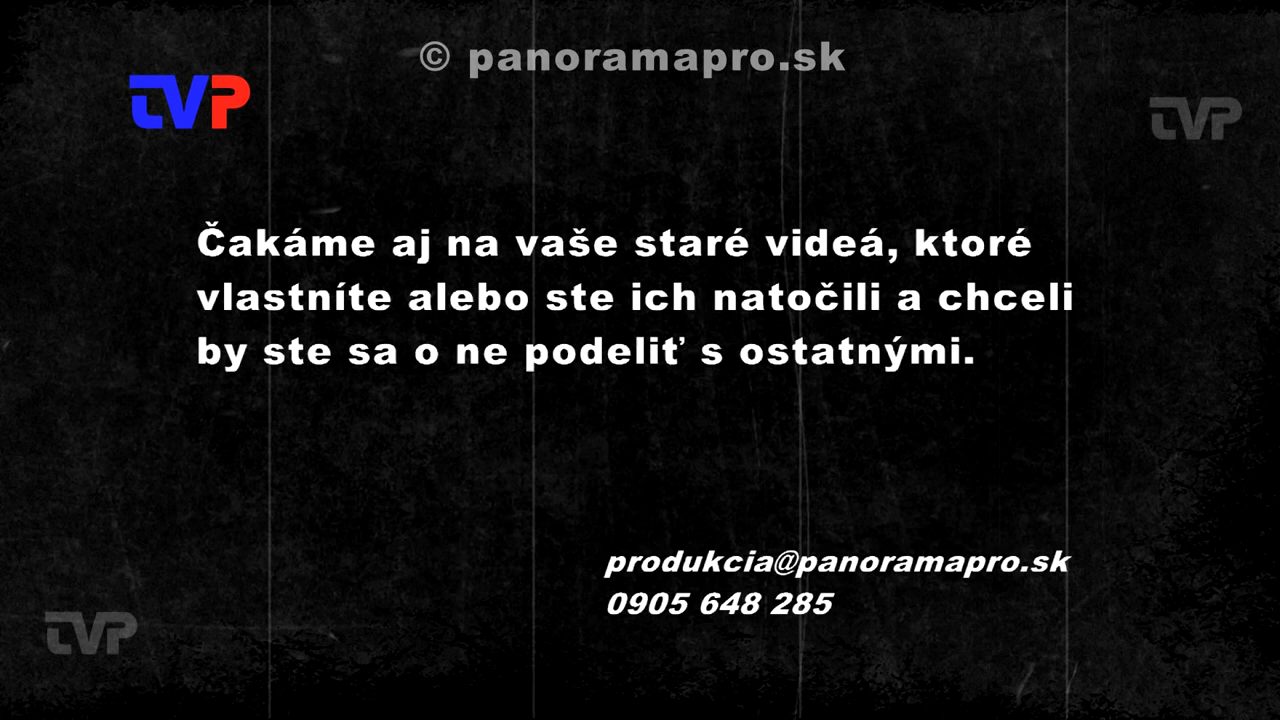 © panoramapro.sk
TVP
TVP
Čakáme aj na vaše staré videá, ktoré
vlastníte alebo ste ich natočili a chceli
by ste sa o ne podeliť s ostatnými.
produkcia@panoramapro.sk
0905 648 285
TVP